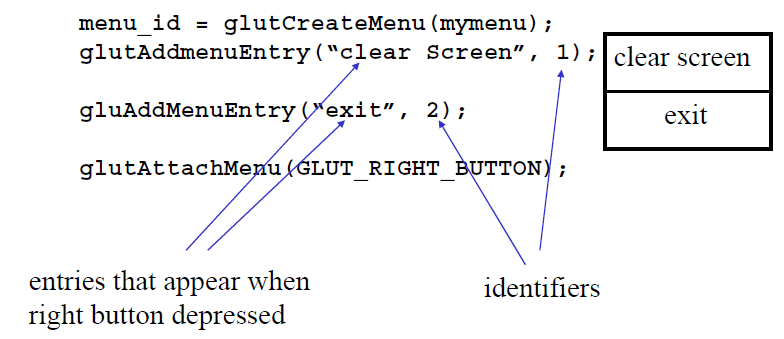 menu_id = glutCreateMenu(mymenu);
glutAddmenuEntry(“clear Screen”, 1);
clear screen
gluAddMenuEntry(“exit”, 2);
exit
glutAttachMenu(GLUT_RIGHT_BUTTON);
entries that appear when
right button depressed
identifiers